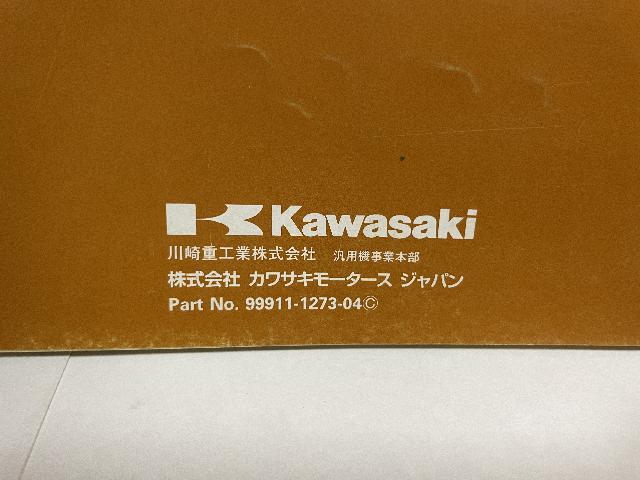 Kawasaki
川崎重工業株式会社 汎用機事業本部
株式会社 カワサキモータース ジャパン
Part No. 99911-1273-04©